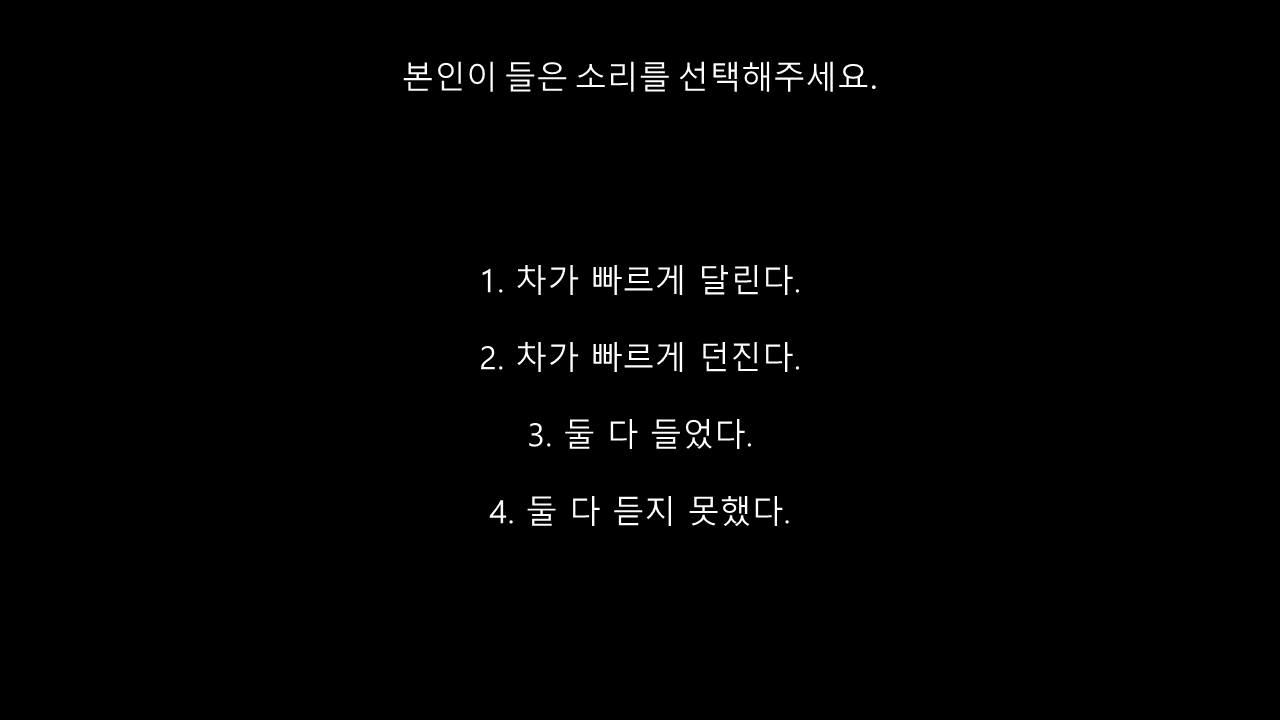 본인이 들은 소리를 선택해주세요.
1. 차가 빠르게 달린다.
2. 차가 빠르게 던진다.
3. 둘 다 들었다.
4. 둘 다 듣지 못했다.